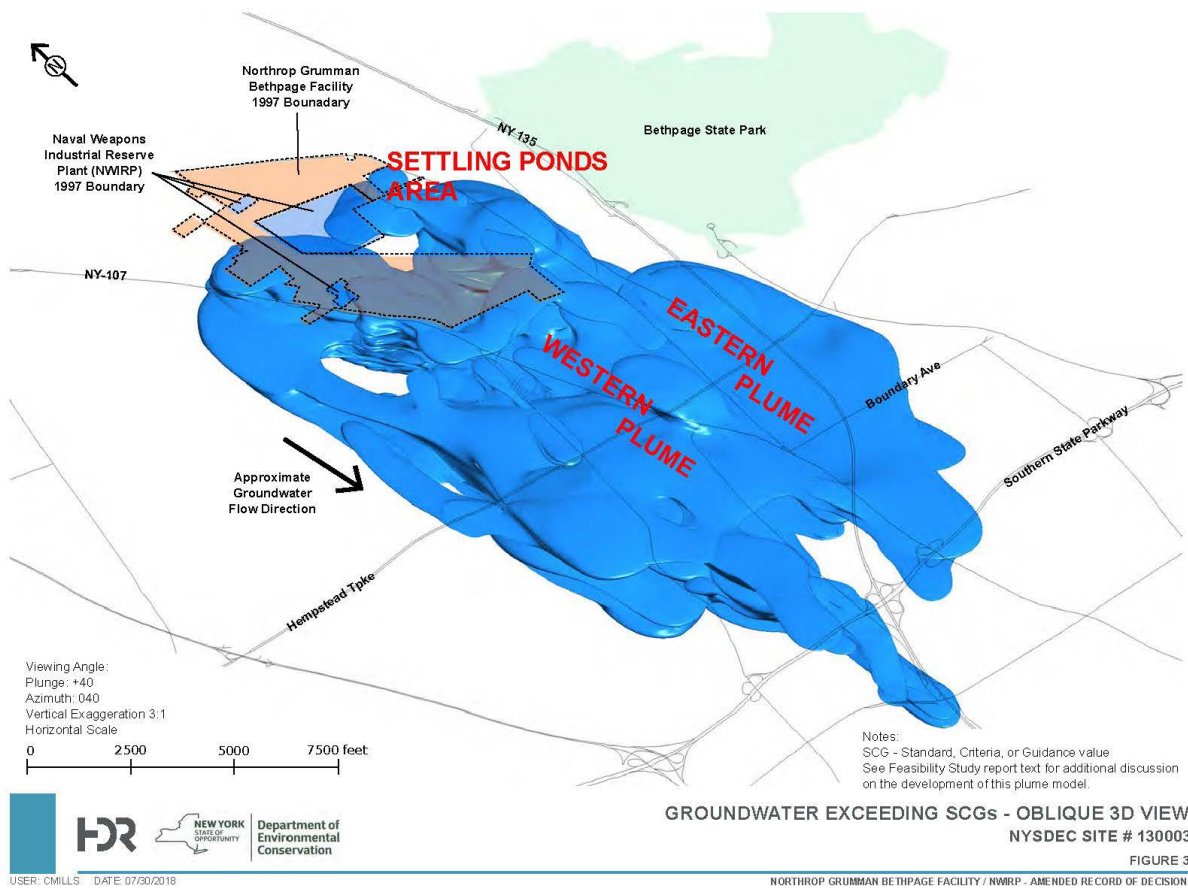 N
Northrop Grumman
Bethpage Facility
1997 Bounadary
Naval Weapons
Industrial Reserve
Plant (NWIRP)
1997 Boundary
NY-135
Bethpage State Park
SETTLING PONDS
AREA
NY-107
EASTERN
PLUME
WESTERN
PLUME
Boundary Ave
Southern State Parkway
Approximate
Groundwater
Flow Direction
Hempstead Tpke
Viewing Angle:
Plunge: +40
Azimuth: 040
Vertical Exaggeration 3:1
Horizontal Scale
0 2500 5000 7500 feet
Notes:
SCG - Standard, Criteria, or Guidance value
See Feasibility Study report text for additional discussion
on the development of this plume model.
HDR
NEW YORK
STATE OF
OPPORTUNITY
Department of
Environmental
Conservation
GROUNDWATER EXCEEDING SCGs - OBLIQUE 3D VIEW
NYSDEC SITE # 130003
FIGURE 3
USER: CMILLS DATE: 07/30/2018
NORTHROP GRUMMAN BETHPAGE FACILITY / NWIRP - AMENDED RECORD OF DECISION